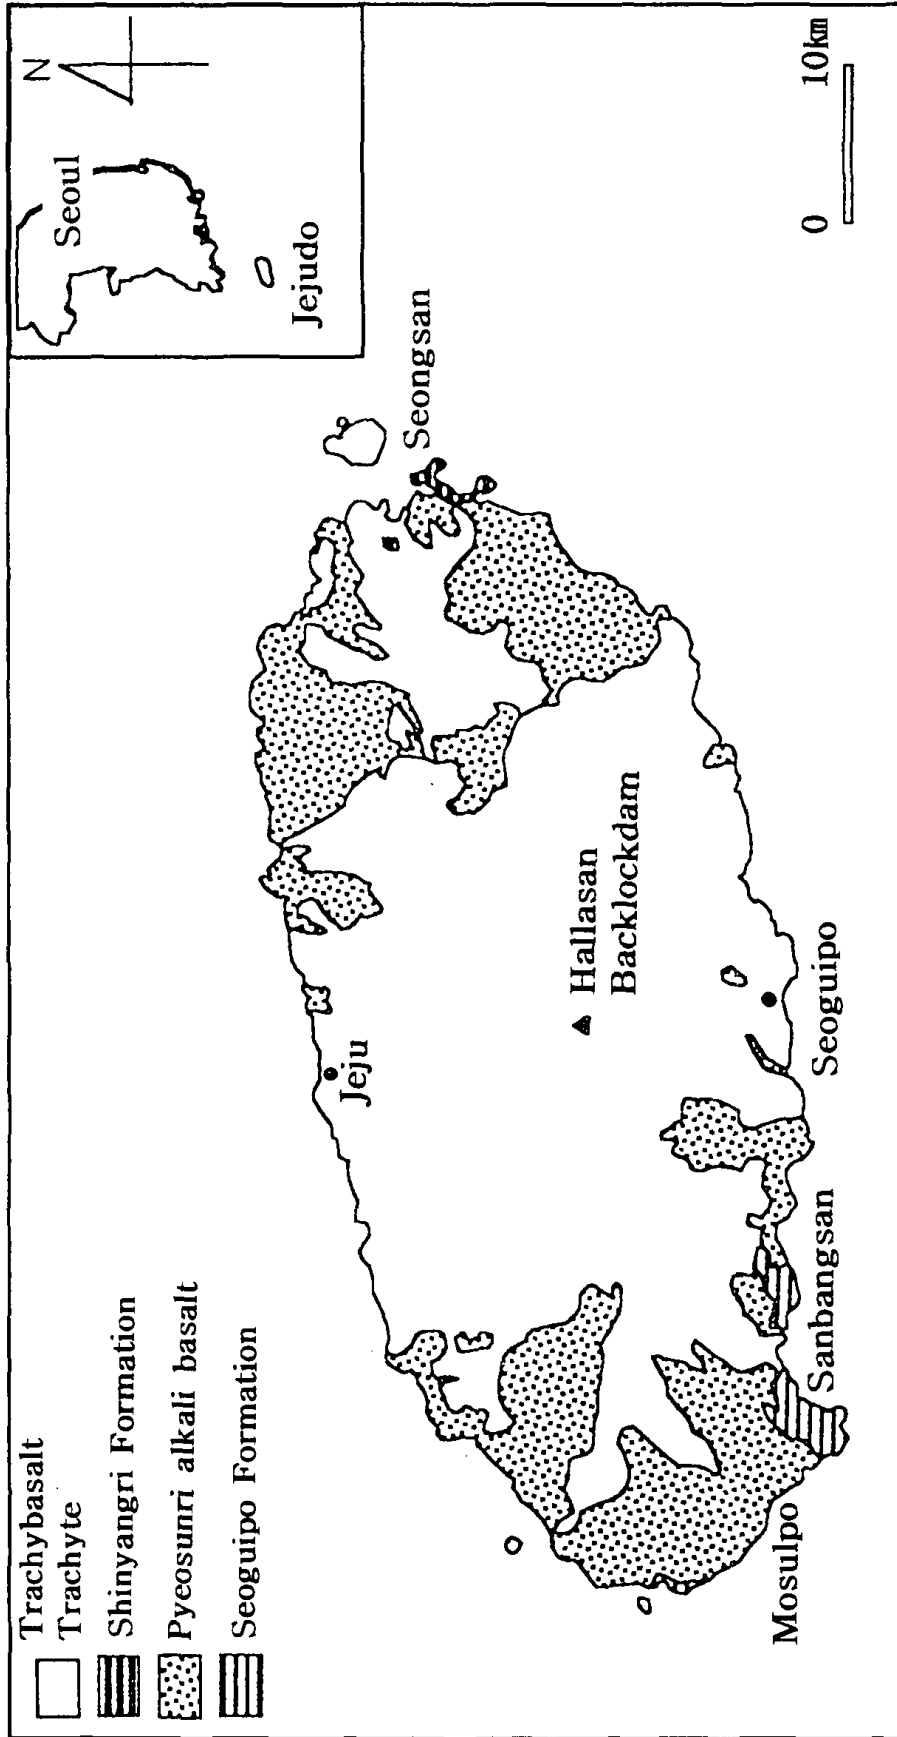 Trachybasalt
Trachyte
Shinyangri Formation
Pyeosunri alkali basalt
Seoguipo Formation
N
Seoul
Jejudo
Seongsan
Jeju
Hallasan
Backlockdam
Seoguipo
Sanbangsan
Mosulpo
0 10km